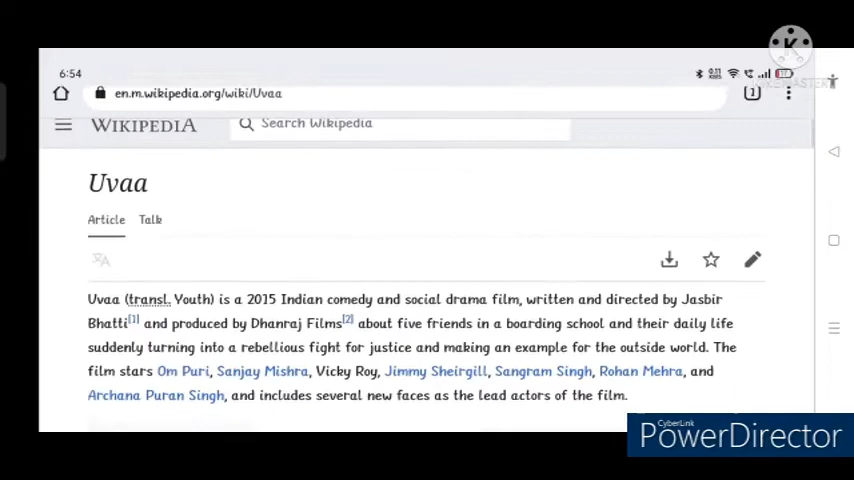 6:54
en.m.wikipedia.org/wiki/Uvaa
1
WIKIPEDIA
Search Wikipedia
Uvaa
Article Talk
Uvaa (transl. Youth) is a 2015 Indian comedy and social drama film, written and directed by Jasbir
Bhatti[1] and produced by Dhanraj Films[2] about five friends in a boarding school and their daily life
suddenly turning into a rebellious fight for justice and making an example for the outside world. The
film stars Om Puri, Sanjay Mishra, Vicky Roy, Jimmy Sheirgill, Sangram Singh, Rohan Mehra, and
Archana Puran Singh, and includes several new faces as the lead actors of the film.
CyberLink
PowerDirector